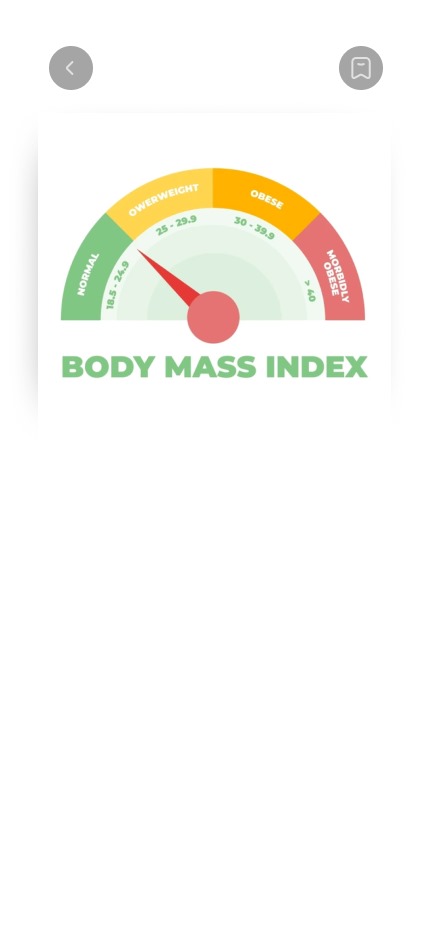 NORMAL
OWERWEIGHT
OBESE
MORBIDLY
OBESE
18.5 - 24.9
25 - 29.9
30 - 39.9
> 40
BODY MASS INDEX